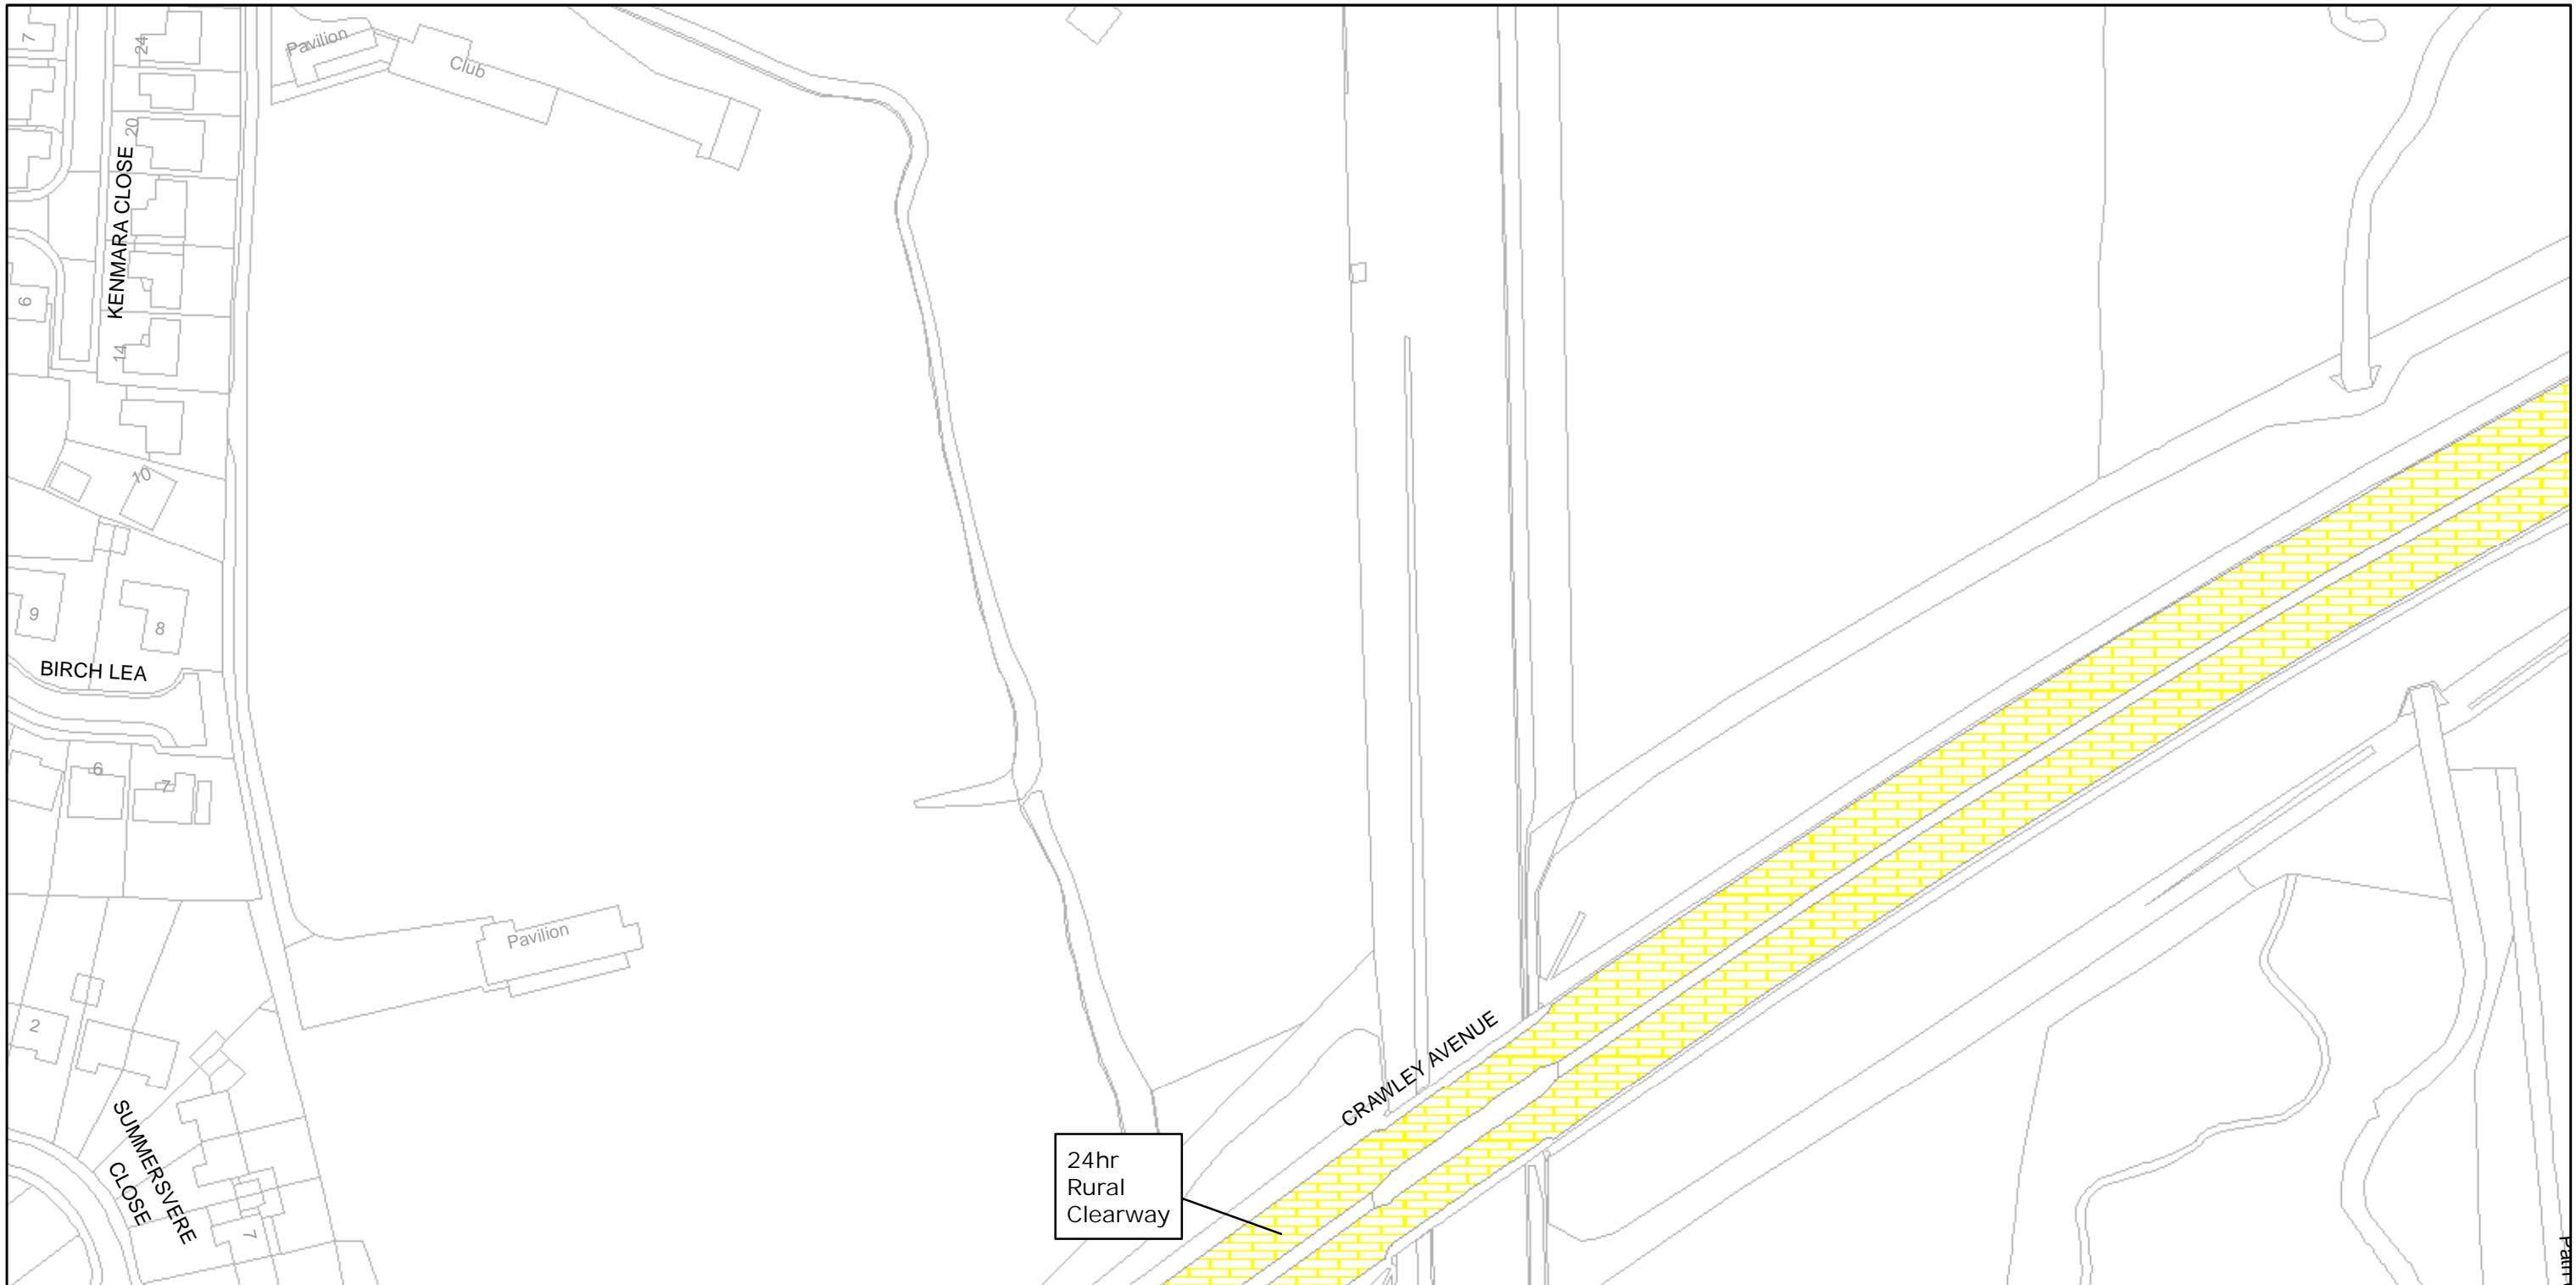 7
24
Pavilion
Club
20
KENMARA CLOSE
6
14
10
9
8
BIRCH LEA
6
7
Pavilion
2
CRAWLEY AVENUE
SUMMERSVERE
CLOSE
7
24hr
Rural
Clearway